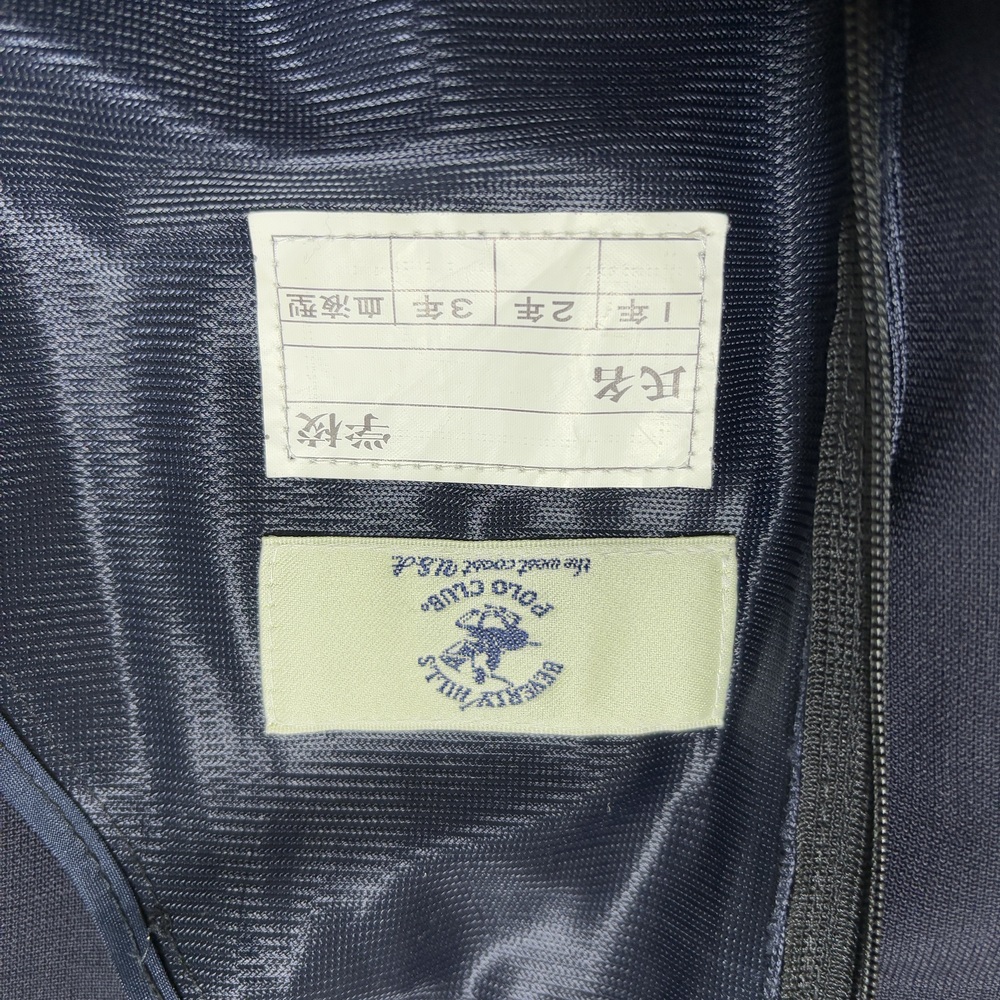 BEVERLY HILLS
POLO CLUB®
the west coast U.S.A.
学校
氏名
1年 2年 3年 血液型